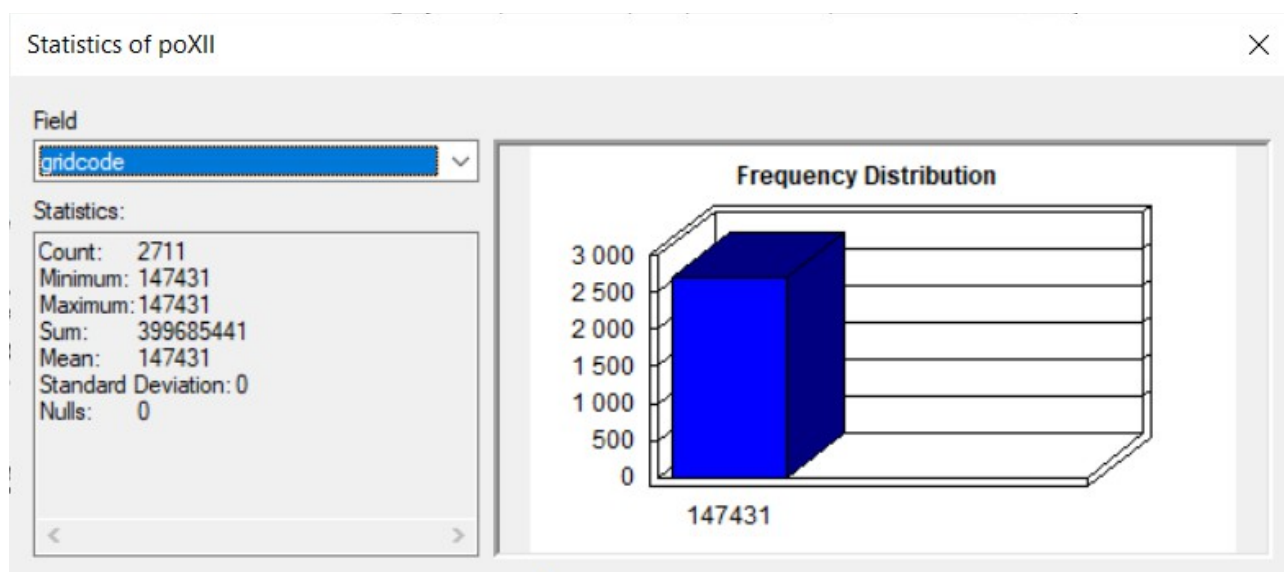 Statistics of poXII
Field
gridcode
Statistics:
Count: 2711
Minimum: 147431
Maximum: 147431
Sum: 399685441
Mean: 147431
Standard Deviation: 0
Nulls: 0
Frequency Distribution
3 000
2 500
2 000
1 500
1 000
500
0
147431